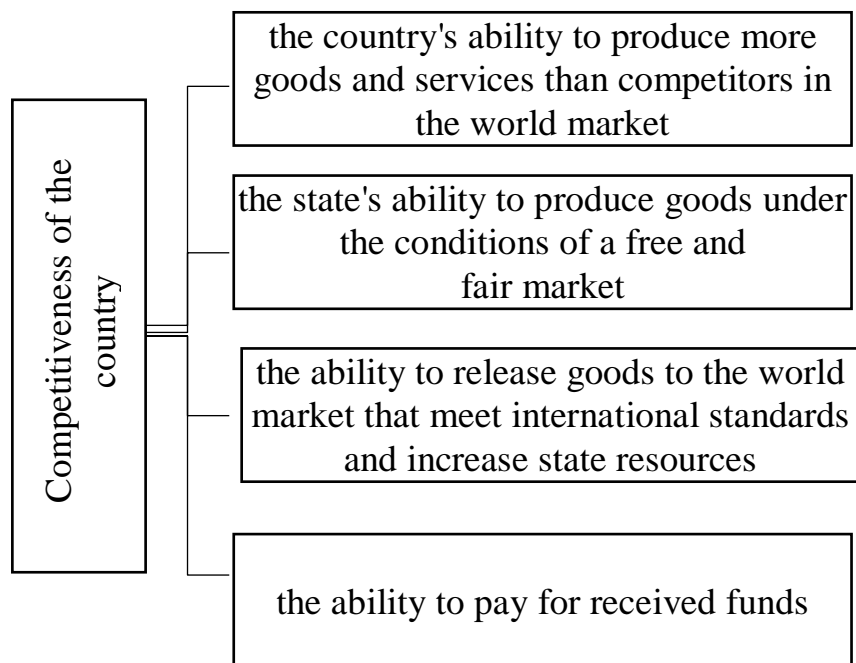 Competitiveness of the
country
the country's ability to produce more
goods and services than competitors in
the world market
the state's ability to produce goods under
the conditions of a free and
fair market
the ability to release goods to the world
market that meet international standards
and increase state resources
the ability to pay for received funds